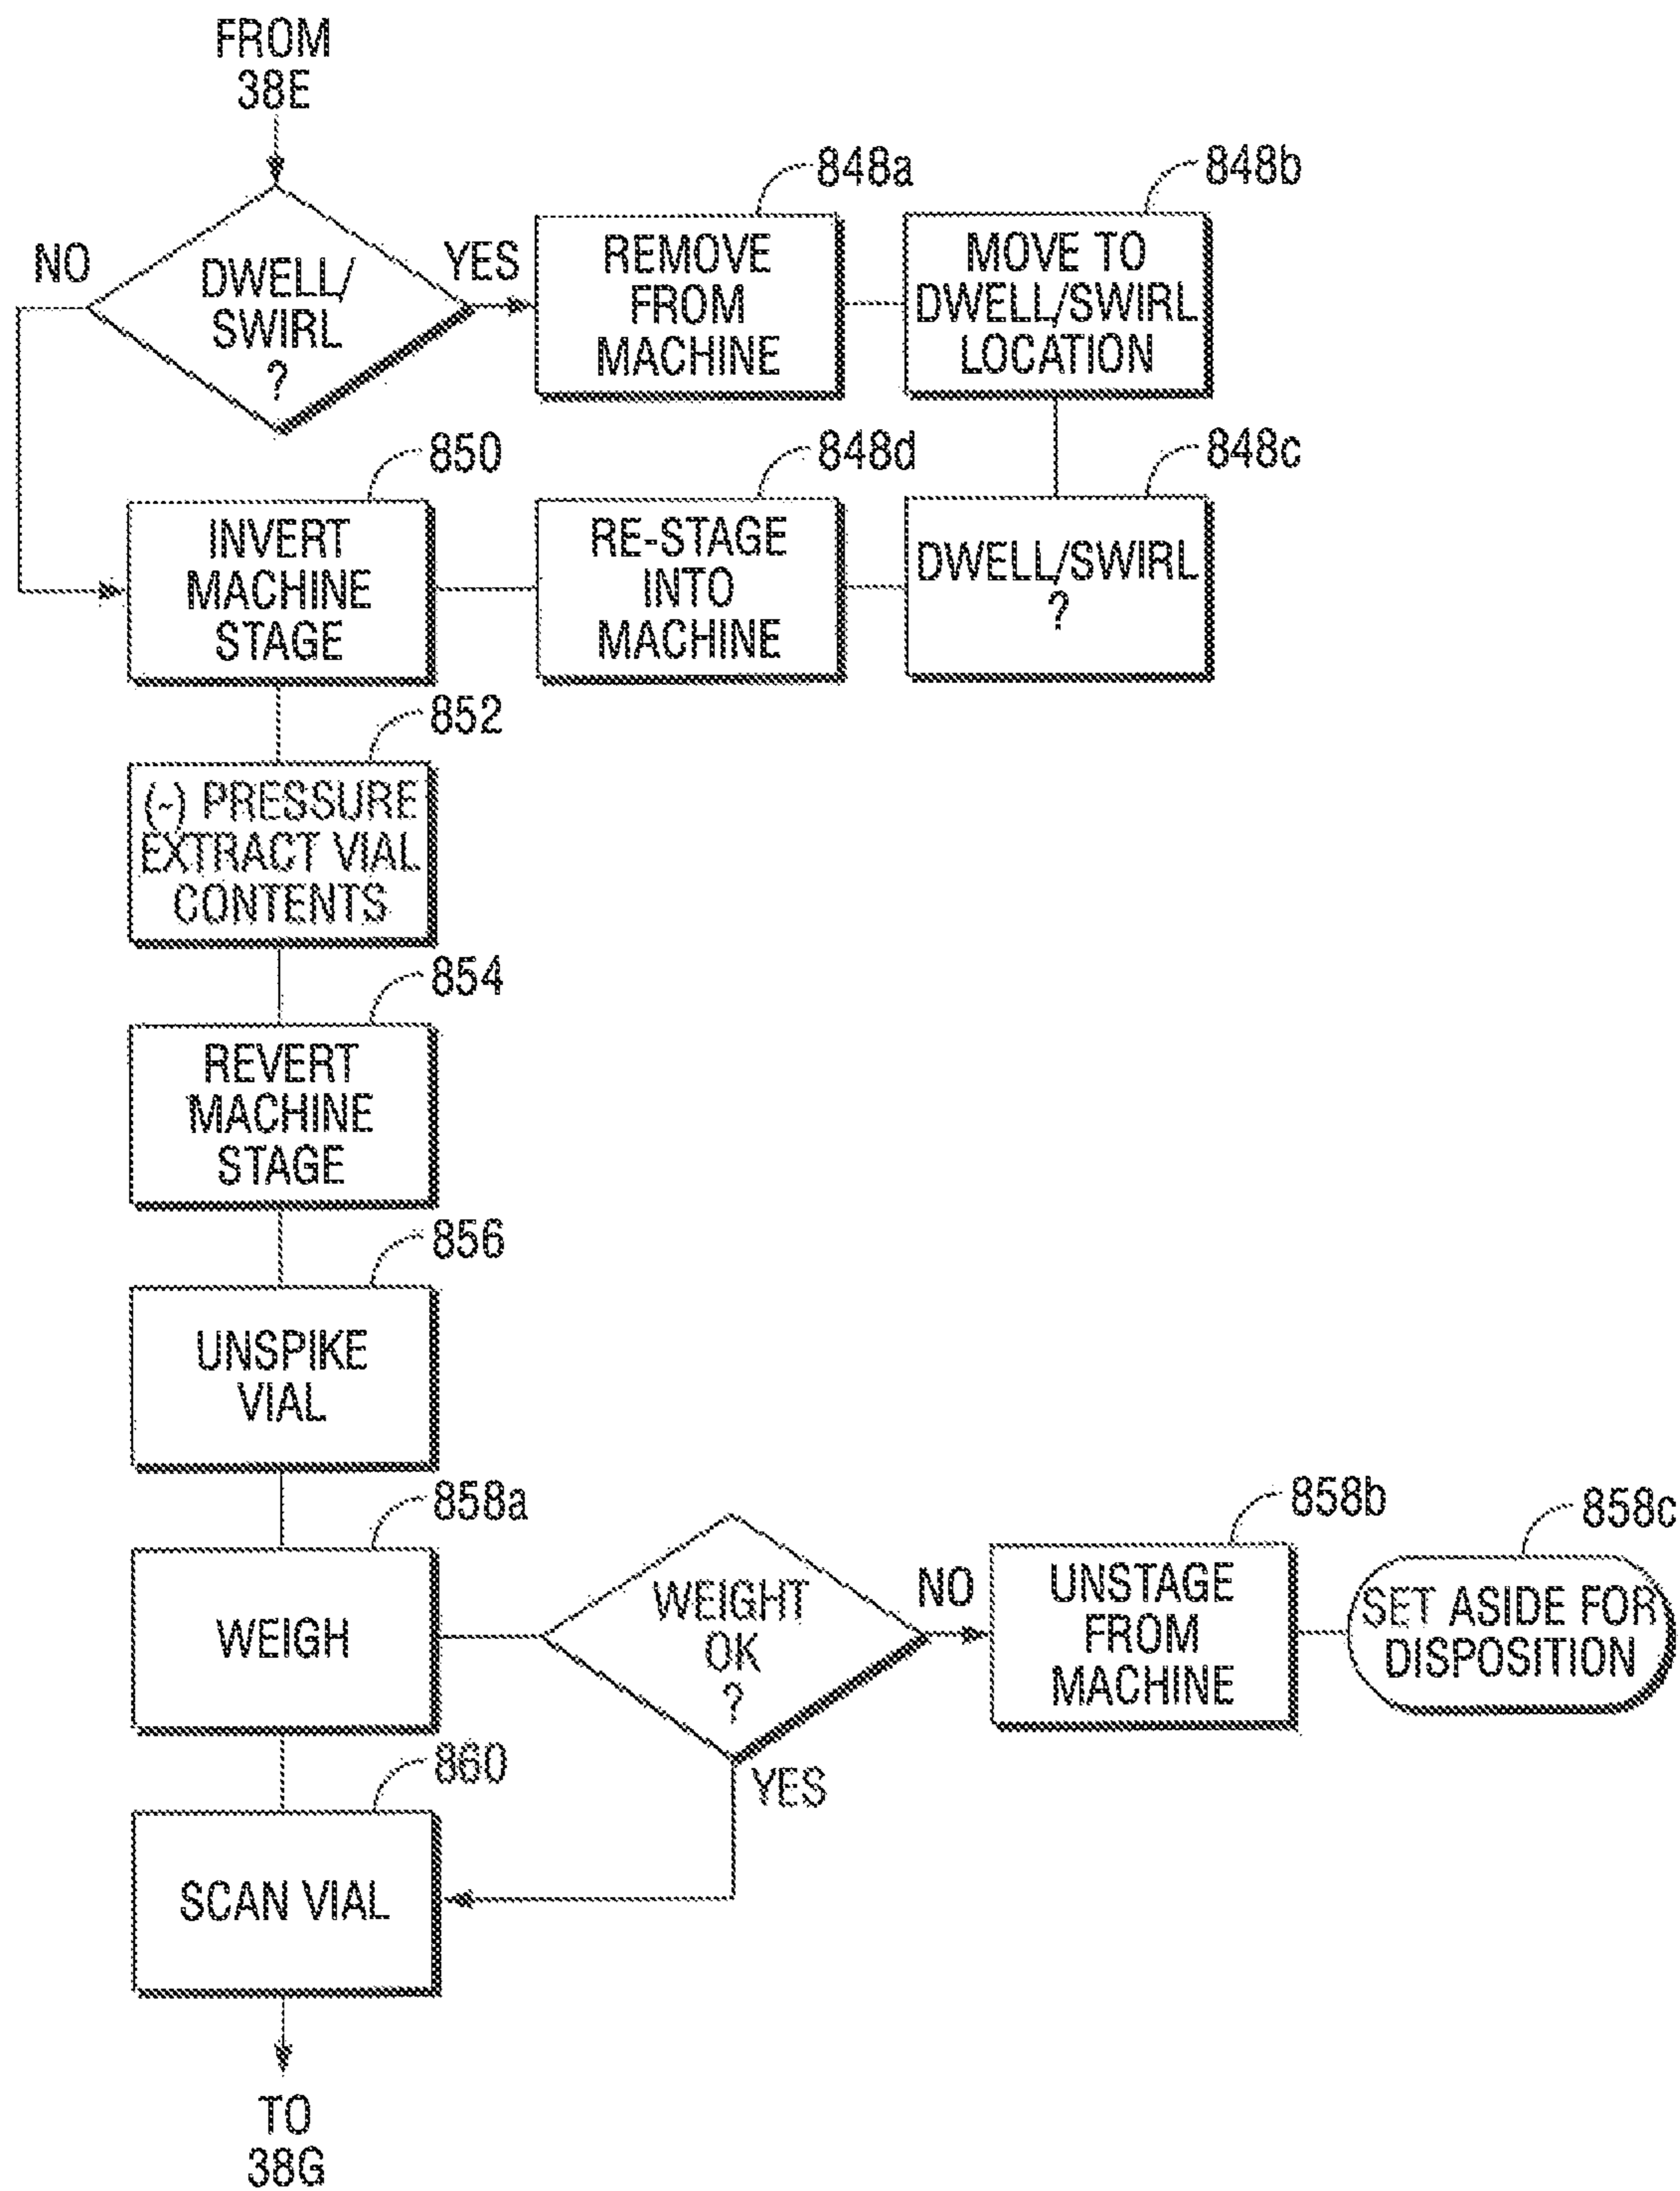 FROM
38E
DWELL/
SWIRL
?
NO
YES
848a
REMOVE
FROM
MACHINE
848b
MOVE TO
DWELL/SWIRL
LOCATION
848c
DWELL/SWIRL
?
848d
RE-STAGE
INTO
MACHINE
850
INVERT
MACHINE
STAGE
852
(-) PRESSURE
EXTRACT VIAL
CONTENTS
854
REVERT
MACHINE
STAGE
856
UNSPIKE
VIAL
858a
WEIGH
WEIGHT
OK
?
NO
858b
UNSTAGE
FROM
MACHINE
858c
SET ASIDE FOR
DISPOSITION
YES
860
SCAN VIAL
TO
38G